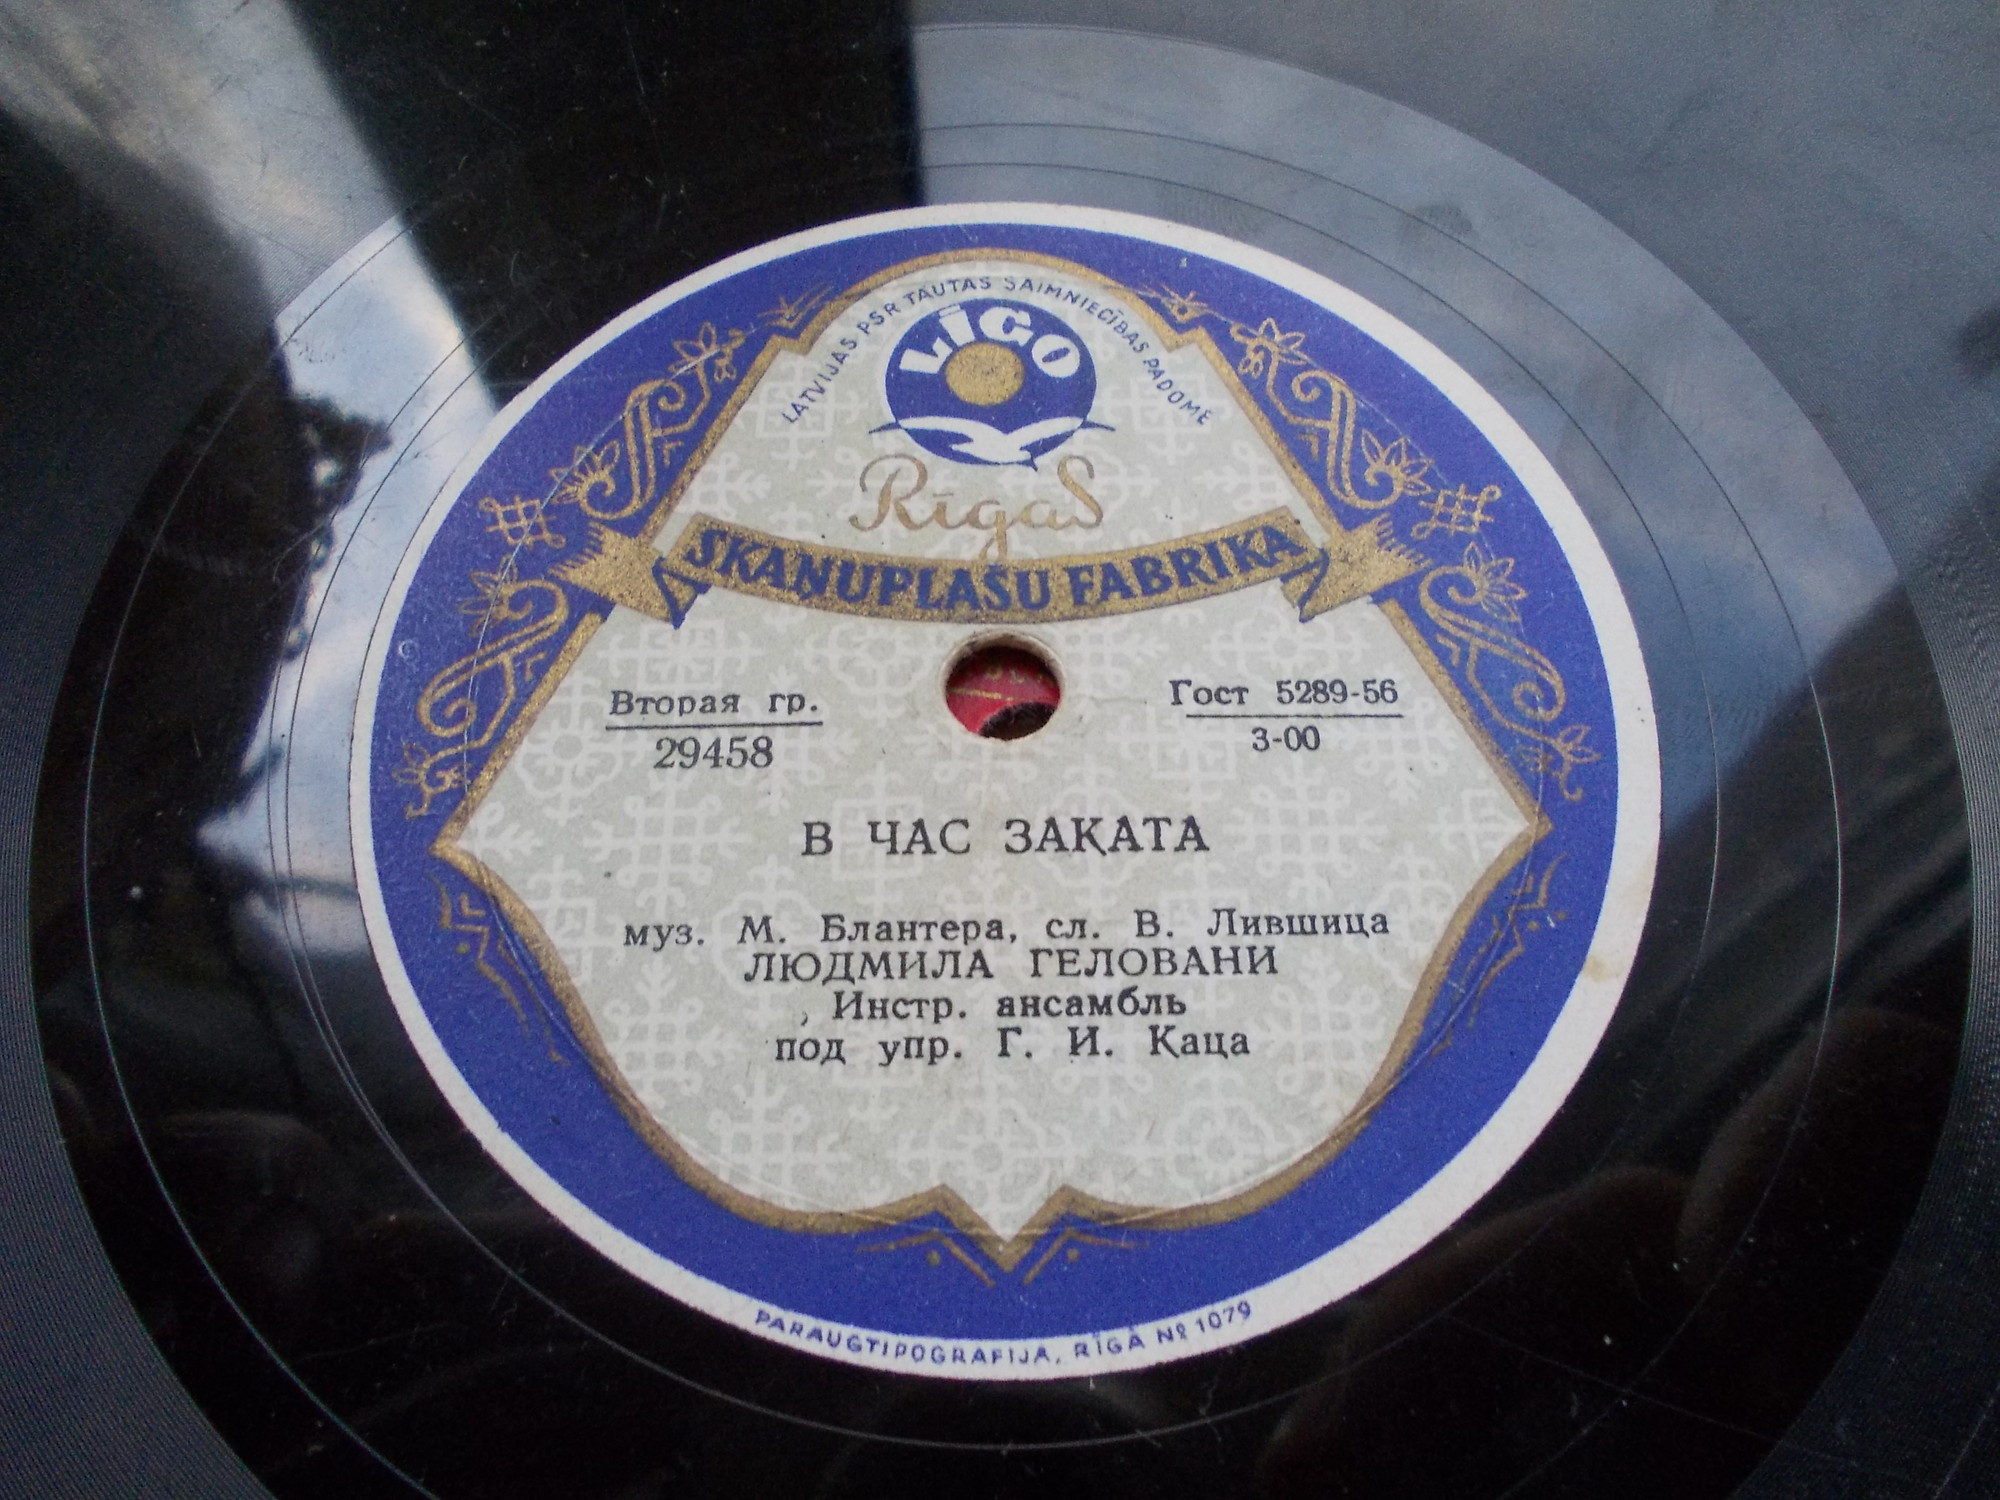 LATVIJAS PSR TAUTAS SAIMNIECĪBAS PADOME
LĪGO
Rīgas
SKAŅUPLAŠU FABRIKA
Вторая гр.
29458
Гост 5289-56
3-00
В ЧАС ЗАКАТА
муз. М. Блантера, сл. В. Лившица
ЛЮДМИЛА ГЕЛОВАНИ
Инстр. ансамбль
под упр. Г. И. Каца
PARAUGTIPOGRAFIJA, RĪGĀ № 1079